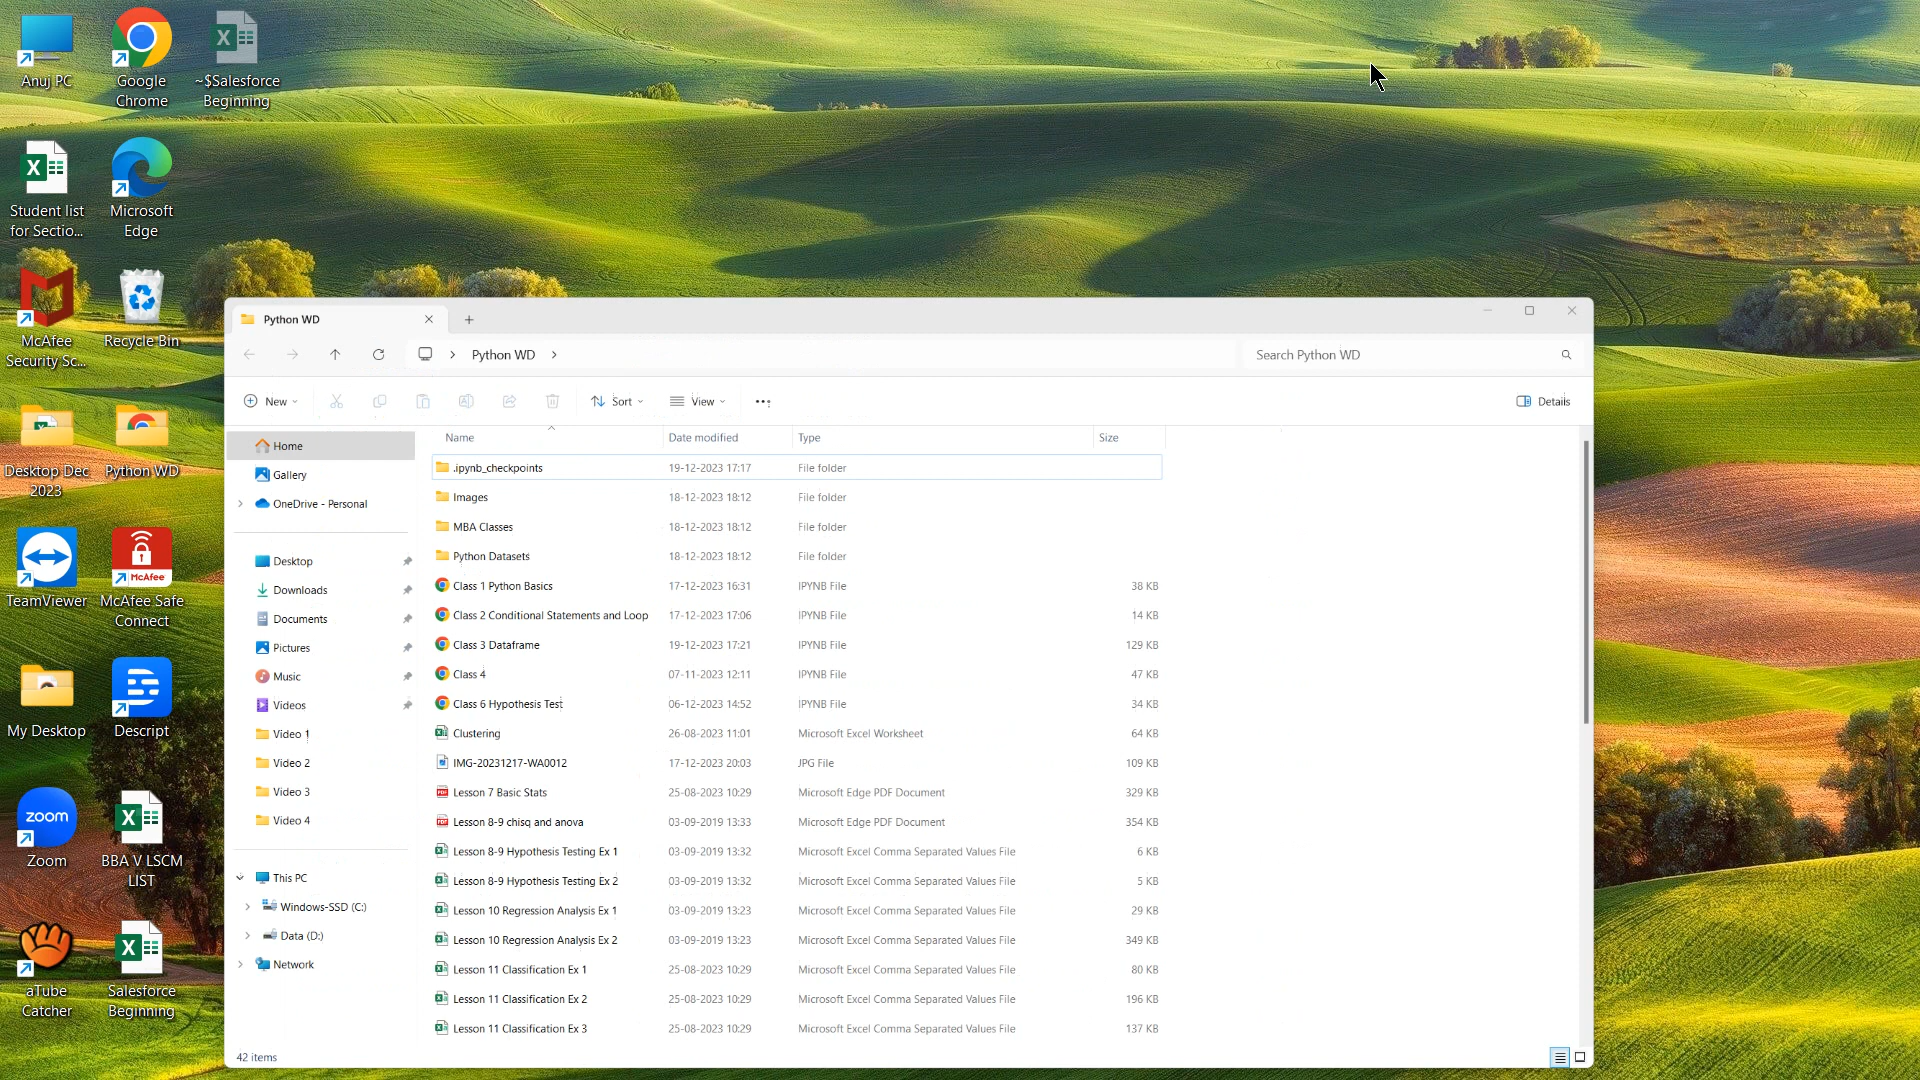 Anuj PC
Google
Chrome
~$Salesforce
Beginning
Student list
for Sectio...
Microsoft
Edge
McAfee
Security Sc...
Recycle Bin
Desktop Dec
2023
Python WD
TeamViewer
McAfee
McAfee Safe
Connect
My Desktop
Descript
zoom
Zoom
BBA V LSCM
LIST
aTube
Catcher
Salesforce
Beginning
Python WD
Python WD
Search Python WD
New
Sort
View
Details
Home
Gallery
OneDrive - Personal
Desktop
Downloads
Documents
Pictures
Music
Videos
Video 1
Video 2
Video 3
Video 4
This PC
Windows-SSD (C:)
Data (D:)
Network
Name Date modified Type Size
.ipynb_checkpoints 19-12-2023 17:17 File folder
Images 18-12-2023 18:12 File folder
MBA Classes 18-12-2023 18:12 File folder
Python Datasets 18-12-2023 18:12 File folder
Class 1 Python Basics 17-12-2023 16:31 IPYNB File 38 KB
Class 2 Conditional Statements and Loop 17-12-2023 17:06 IPYNB File 14 KB
Class 3 Dataframe 19-12-2023 17:21 IPYNB File 129 KB
Class 4 07-11-2023 12:11 IPYNB File 47 KB
Class 6 Hypothesis Test 06-12-2023 14:52 IPYNB File 34 KB
Clustering 26-08-2023 11:01 Microsoft Excel Worksheet 64 KB
IMG-20231217-WA0012 17-12-2023 20:03 JPG File 109 KB
Lesson 7 Basic Stats 25-08-2023 10:29 Microsoft Edge PDF Document 329 KB
Lesson 8-9 chisq and anova 03-09-2019 13:33 Microsoft Edge PDF Document 354 KB
Lesson 8-9 Hypothesis Testing Ex 1 03-09-2019 13:32 Microsoft Excel Comma Separated Values File 6 KB
Lesson 8-9 Hypothesis Testing Ex 2 03-09-2019 13:32 Microsoft Excel Comma Separated Values File 5 KB
Lesson 10 Regression Analysis Ex 1 03-09-2019 13:23 Microsoft Excel Comma Separated Values File 29 KB
Lesson 10 Regression Analysis Ex 2 03-09-2019 13:23 Microsoft Excel Comma Separated Values File 349 KB
Lesson 11 Classification Ex 1 25-08-2023 10:29 Microsoft Excel Comma Separated Values File 80 KB
Lesson 11 Classification Ex 2 25-08-2023 10:29 Microsoft Excel Comma Separated Values File 196 KB
Lesson 11 Classification Ex 3 25-08-2023 10:29 Microsoft Excel Comma Separated Values File 137 KB
42 items